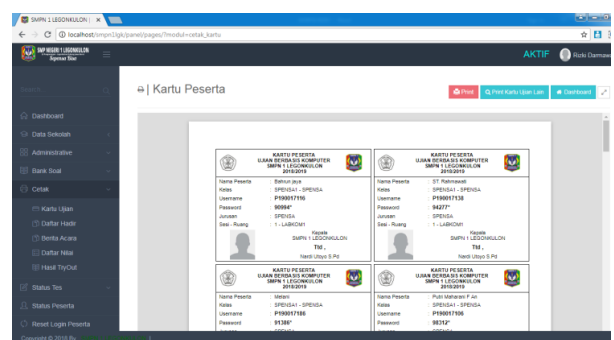 SMPN 1 LEGONKULON |
localhost/smpn1lgk/panel/pages/?modul=cetak_kartu
SMP NEGERI 1 LEGONKULON
AKTIF
Rizki Darmawa
Search
| Kartu Peserta
Print
Print Kartu Ujian Lain
Dashboard
Dashboard
Data Sekolah
Administrative
Bank Soal
Cetak
Kartu Ujian
Daftar Hadir
Berita Acara
Daftar Nilai
Hasil TryOut
Status Tes
Status Peserta
Reset Login Peserta
Copyright © 2018 By
KARTU PESERTA
UJIAN BERBASIS KOMPUTER
SMPN 1 LEGONKULON
2018/2019
Nama Peserta : Bahrun jaya
Kelas : SPENSA1 - SPENSA
Username : P190017116
Password : 90994*
Jurusan : SPENSA
Sesi - Ruang : 1 - LABKOM1
Kepala
SMPN 1 LEGONKULON
Ttd ,
Nardi Utoyo S.Pd
KARTU PESERTA
UJIAN BERBASIS KOMPUTER
SMPN 1 LEGONKULON
2018/2019
Nama Peserta : ST. Rahmawati
Kelas : SPENSA1 - SPENSA
Username : P190017138
Password : 94277*
Jurusan : SPENSA
Sesi - Ruang : 1 - LABKOM1
Kepala
SMPN 1 LEGONKULON
Ttd ,
Nardi Utoyo S.Pd
KARTU PESERTA
UJIAN BERBASIS KOMPUTER
SMPN 1 LEGONKULON
2018/2019
Nama Peserta : Melani
Kelas : SPENSA1 - SPENSA
Username : P190017186
Password : 91386*
KARTU PESERTA
UJIAN BERBASIS KOMPUTER
SMPN 1 LEGONKULON
2018/2019
Nama Peserta : Putri Maharani F Ari
Kelas : SPENSA1 - SPENSA
Username : P190017106
Password : 98312*